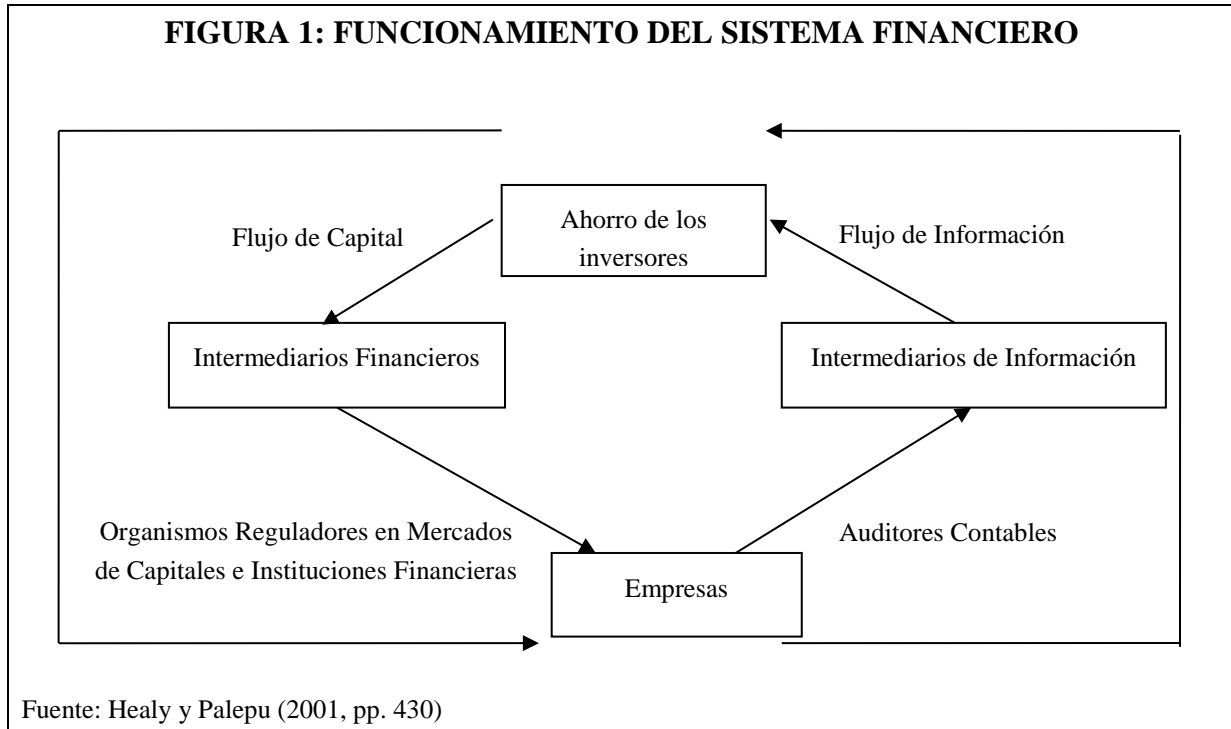 FIGURA 1: FUNCIONAMIENTO DEL SISTEMA FINANCIERO
Ahorro de los
inversores
Flujo de Capital
Flujo de Información
Intermediarios Financieros
Intermediarios de Información
Organismos Reguladores en Mercados
de Capitales e Instituciones Financieras
Auditores Contables
Empresas
Fuente: Healy y Palepu (2001, pp. 430)